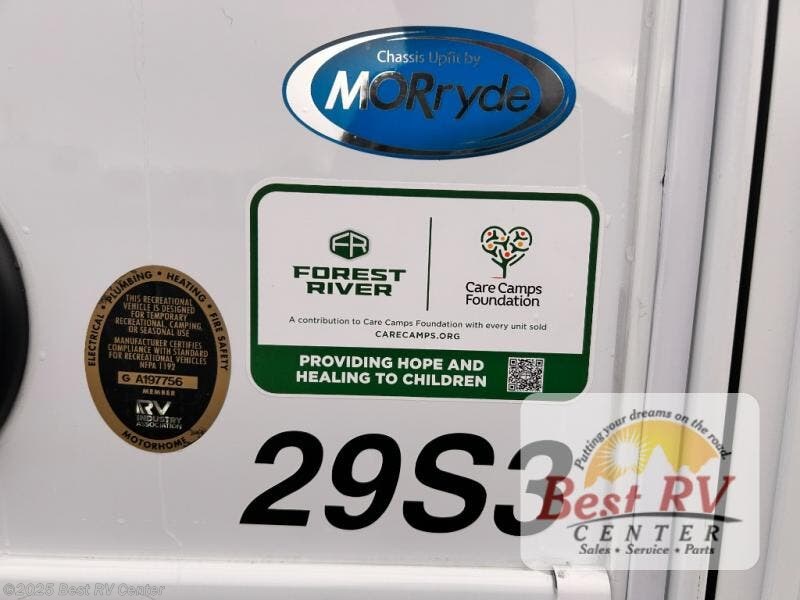 Chassis Upfit by
MORryde
FR
FOREST
RIVER
Care Camps
Foundation
A contribution to Care Camps Foundation with every unit sold
CARECAMPS.ORG
PROVIDING HOPE AND
HEALING TO CHILDREN
ELECTRICAL • PLUMBING • HEATING • FIRE SAFETY
THIS RECREATIONAL
VEHICLE IS DESIGNED
FOR TEMPORARY
RECREATIONAL, CAMPING,
OR SEASONAL USE
MANUFACTURER CERTIFIES
COMPLIANCE WITH STANDARD
FOR RECREATIONAL VEHICLES
NFPA 1192
G A197756
MEMBER
RV
INDUSTRY
ASSOCIATION
MOTORHOME
29S3
Putting your dreams on the road.
Best RV
CENTER
Sales • Service • Parts
©2025 Best RV Center